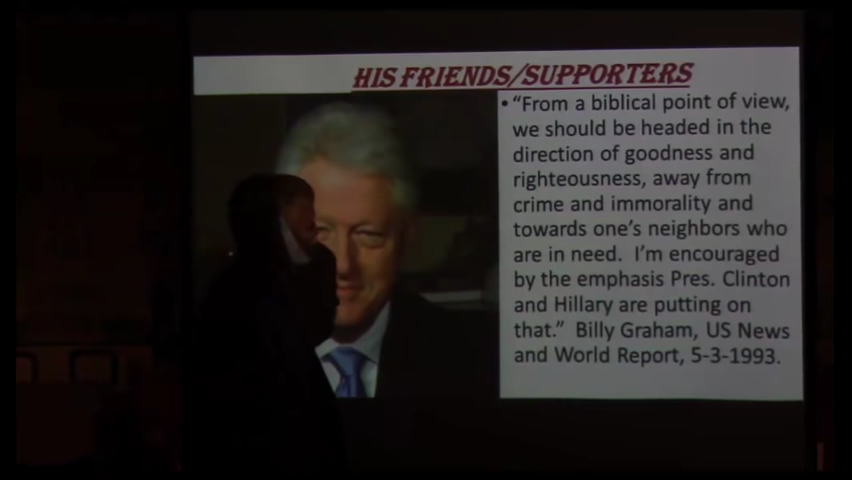 HIS FRIENDS/SUPPORTERS
• “From a biblical point of view,
we should be headed in the
direction of goodness and
righteousness, away from
crime and immorality and
towards one’s neighbors who
are in need.  I’m encouraged
by the emphasis Pres. Clinton
and Hillary are putting on
that.”  Billy Graham, US News
and World Report, 5-3-1993.